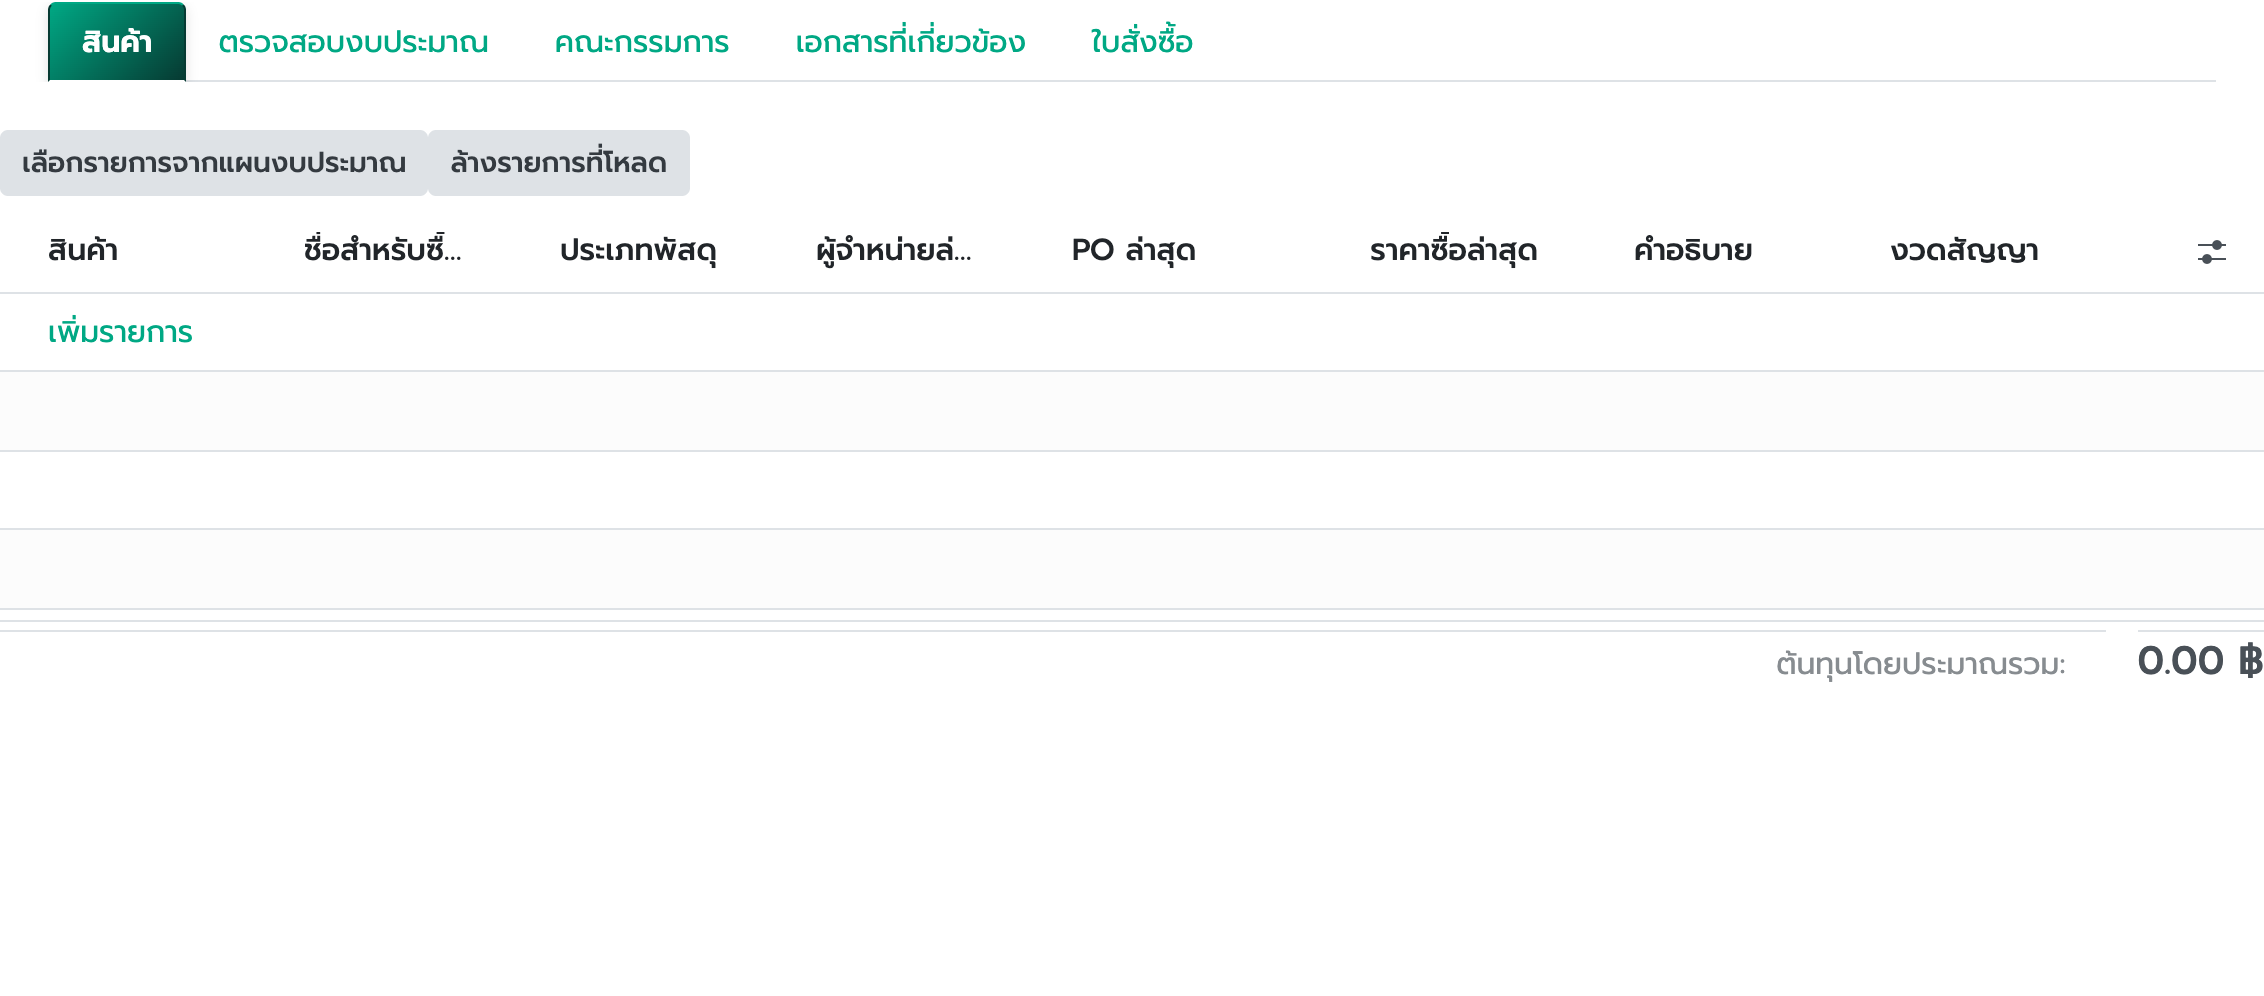 สินค้า ตรวจสอบงบประมาณ คณะกรรมการ เอกสารที่เกี่ยวข้อง ใบสั่งซื้อ
เลือกรายการจากแผนงบประมาณ ล้างรายการที่โหลด
สินค้า ชื่อสำหรับซื้... ประเภทพัสดุ ผู้จำหน่ายล่... PO ล่าสุด ราคาซื้อล่าสุด คำอธิบาย งวดสัญญา
เพิ่มรายการ
ต้นทุนโดยประมาณรวม: 0.00 ฿